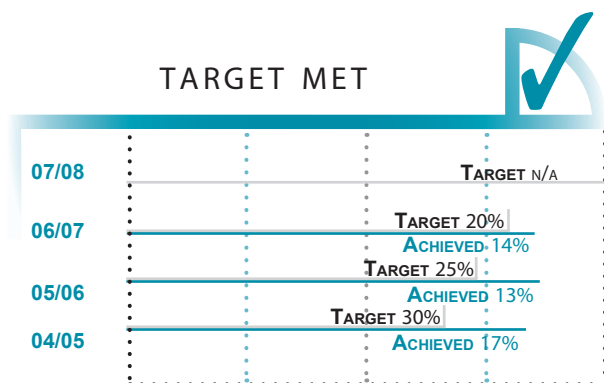 TARGET MET
07/08
TARGET N/A
06/07
TARGET 20%
ACHIEVED 14%
05/06
TARGET 25%
ACHIEVED 13%
04/05
TARGET 30%
ACHIEVED 17%